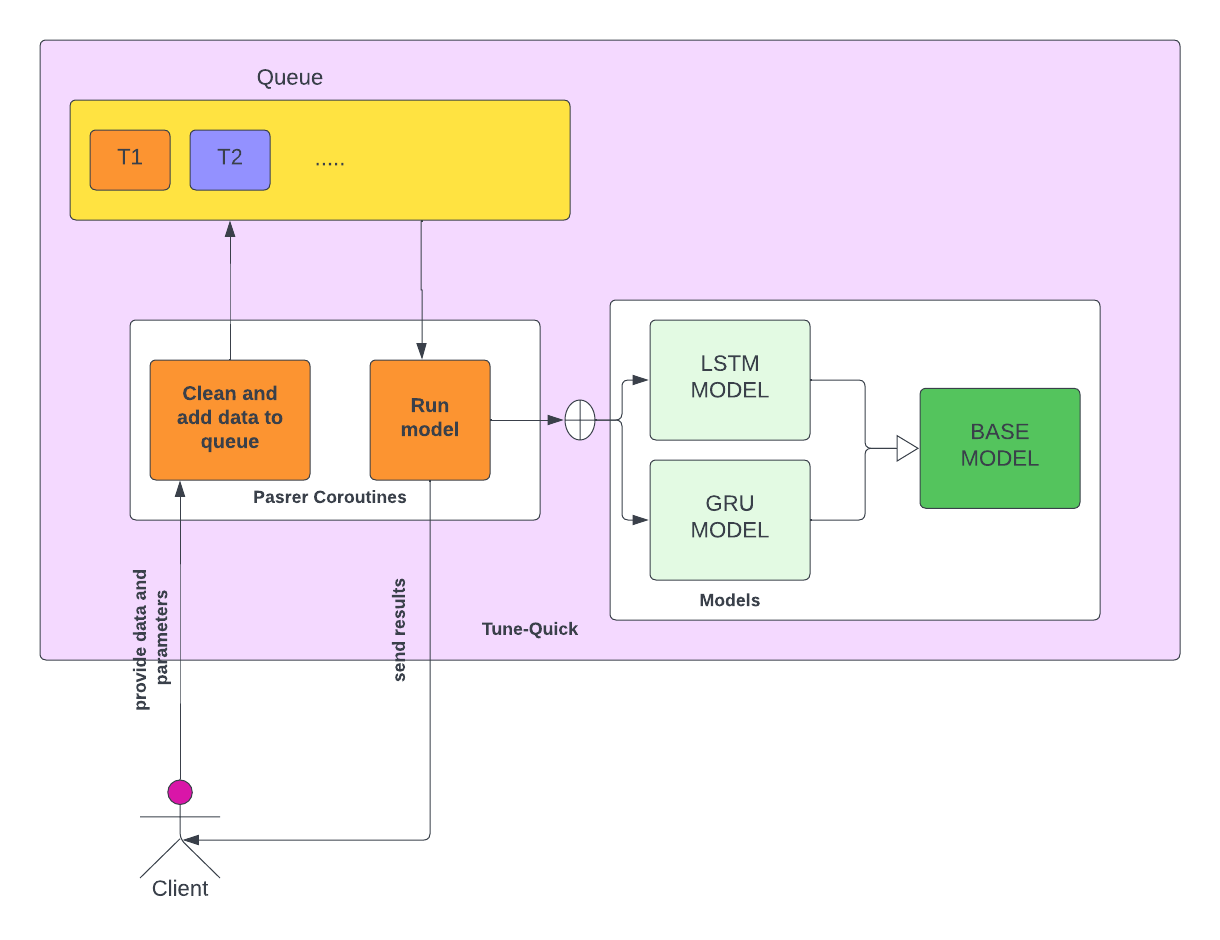 Queue
T1
T2
.....
Clean and
add data to
queue
Run
model
Pasrer Coroutines
LSTM
MODEL
GRU
MODEL
BASE
MODEL
Models
Tune-Quick
provide data and
parameters
send results
Client